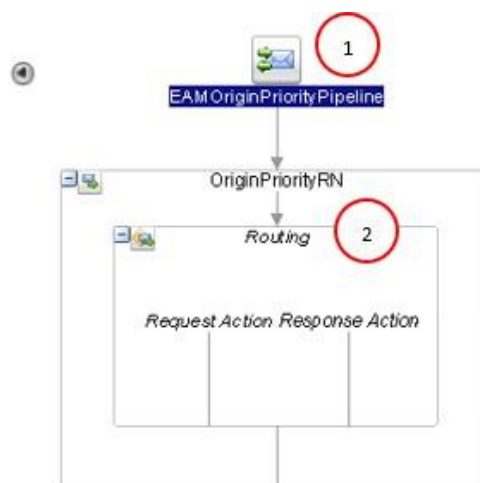 1
EAMOriginPriorityPipeline
OriginPriorityRN
Routing
2
Request Action Response Action